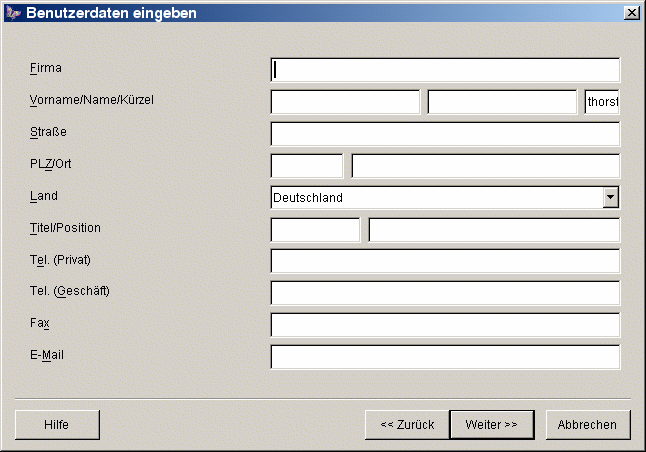 Benutzerdaten eingeben
Firma
Vorname/Name/Kürzel thorsf
Straße
PLZ/Ort
Land Deutschland
Titel/Position
Tel. (Privat)
Tel. (Geschäft)
Fax
E-Mail
Hilfe << Zurück Weiter >> Abbrechen